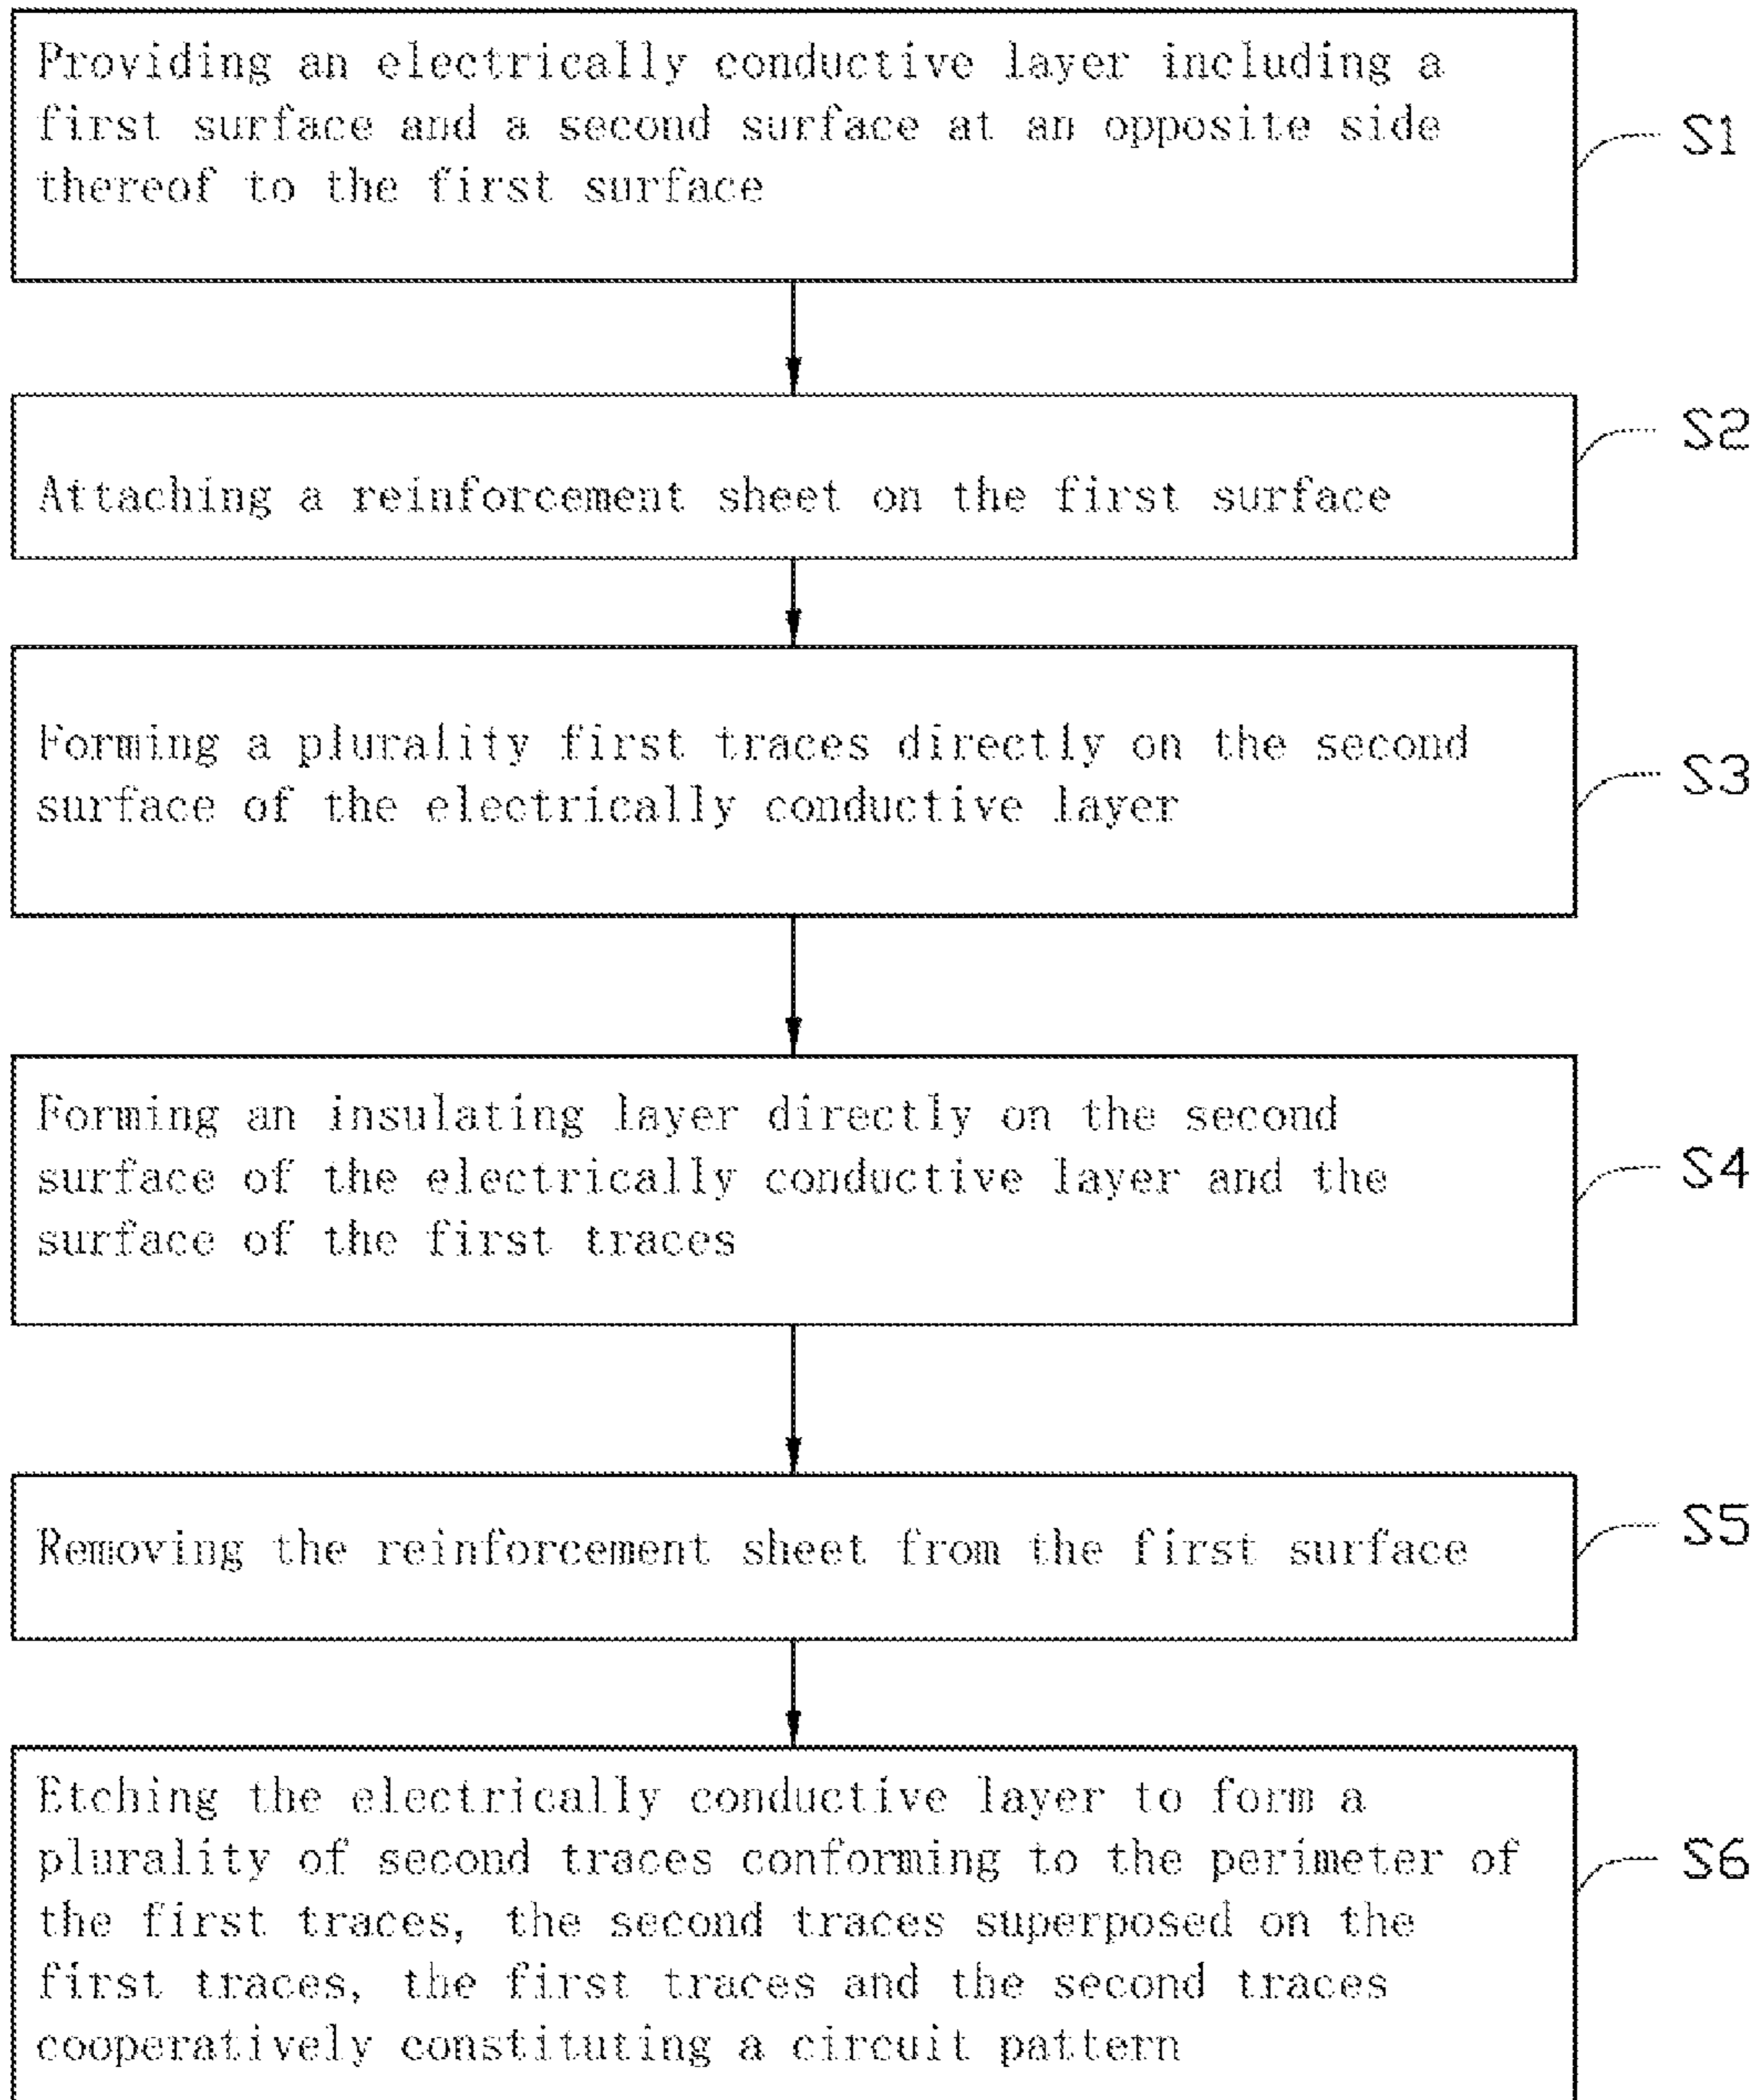 Providing an electrically conductive layer including a
first surface and a second surface at an opposite side
thereof to the first surface
S1
Attaching a reinforcement sheet on the first surface
S2
Forming a plurality first traces directly on the second
surface of the electrically conductive layer
S3
Forming an insulating layer directly on the second
surface of the electrically conductive layer and the
surface of the first traces
S4
Removing the reinforcement sheet from the first surface
S5
Etching the electrically conductive layer to form a
plurality of second traces conforming to the perimeter of
the first traces, the second traces superposed on the
first traces, the first traces and the second traces
cooperatively constituting a circuit pattern
S6